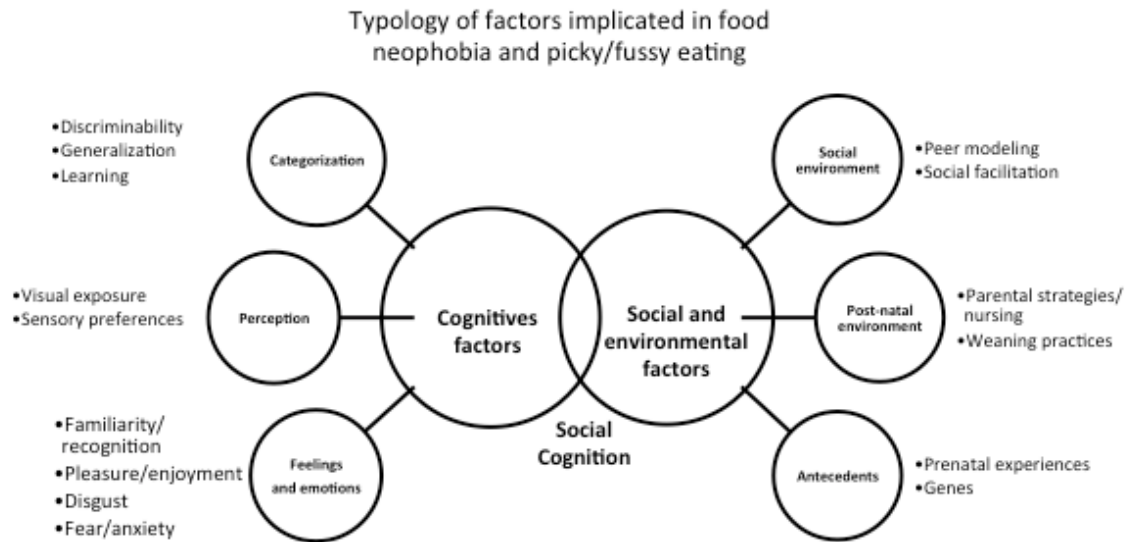 Typology of factors implicated in food
neophobia and picky/fussy eating
•Discriminability
•Generalization
•Learning
Categorization
•Visual exposure
•Sensory preferences
Perception
•Familiarity/
recognition
•Pleasure/enjoyment
•Disgust
•Fear/anxiety
Feelings
and emotions
Cognitives
factors
Social
Cognition
Social and
environmental
factors
Social
environment
•Peer modeling
•Social facilitation
Post-natal
environment
•Parental strategies/
nursing
•Weaning practices
Antecedents
•Prenatal experiences
•Genes